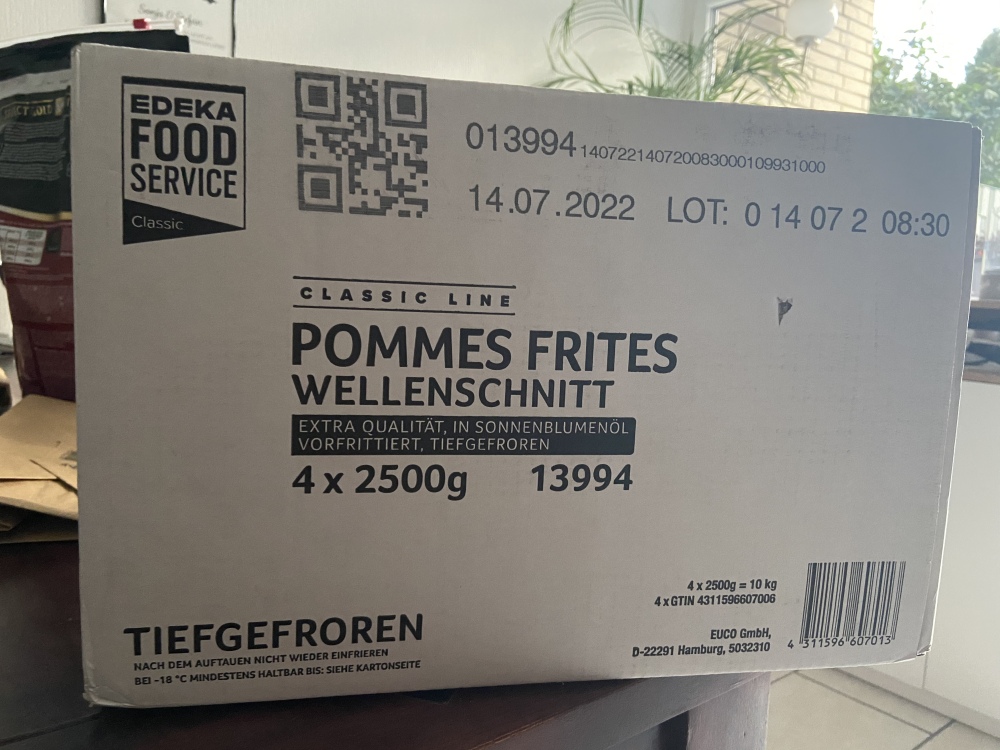 EDEKA
FOOD
SERVICE
Classic
013994 140722140720083000109931000
14.07.2022 LOT: 0 14 07 2 08:30
CLASSIC LINE
POMMES FRITES
WELLENSCHNITT
EXTRA QUALITÄT, IN SONNENBLUMENÖL
VORFRITTIERT, TIEFGEFROREN
4 x 2500g 13994
4 x 2500g = 10 kg
4 x GTIN 4311596607006
EUCO GmbH,
D-22291 Hamburg, 5032310
4 311596 607013
TIEFGEFROREN
NACH DEM AUFTAUEN NICHT WIEDER EINFRIEREN
BEI -18 °C MINDESTENS HALTBAR BIS: SIEHE KARTONSEITE